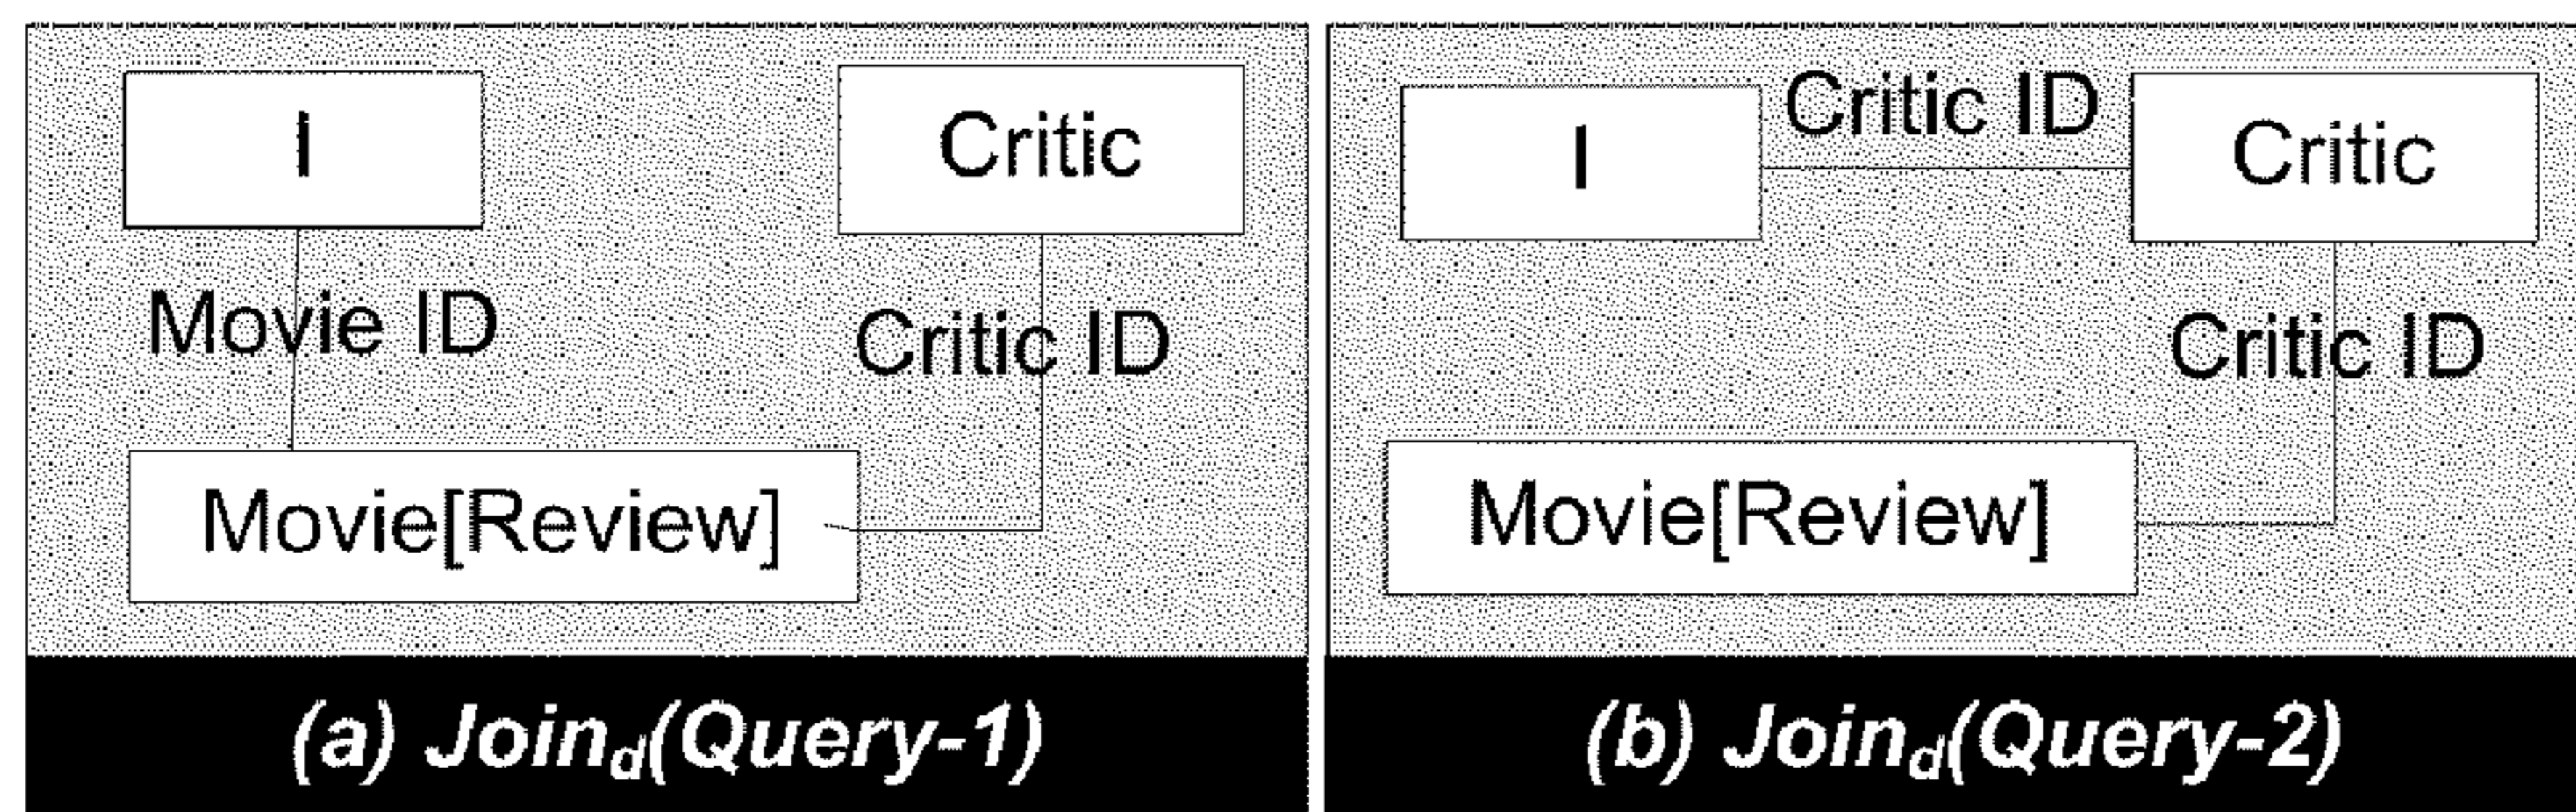 I
Critic
Movie ID
Critic ID
Movie[Review]
(a) Joind(Query-1)
I
Critic ID
Critic
Critic ID
Movie[Review]
(b) Joind(Query-2)